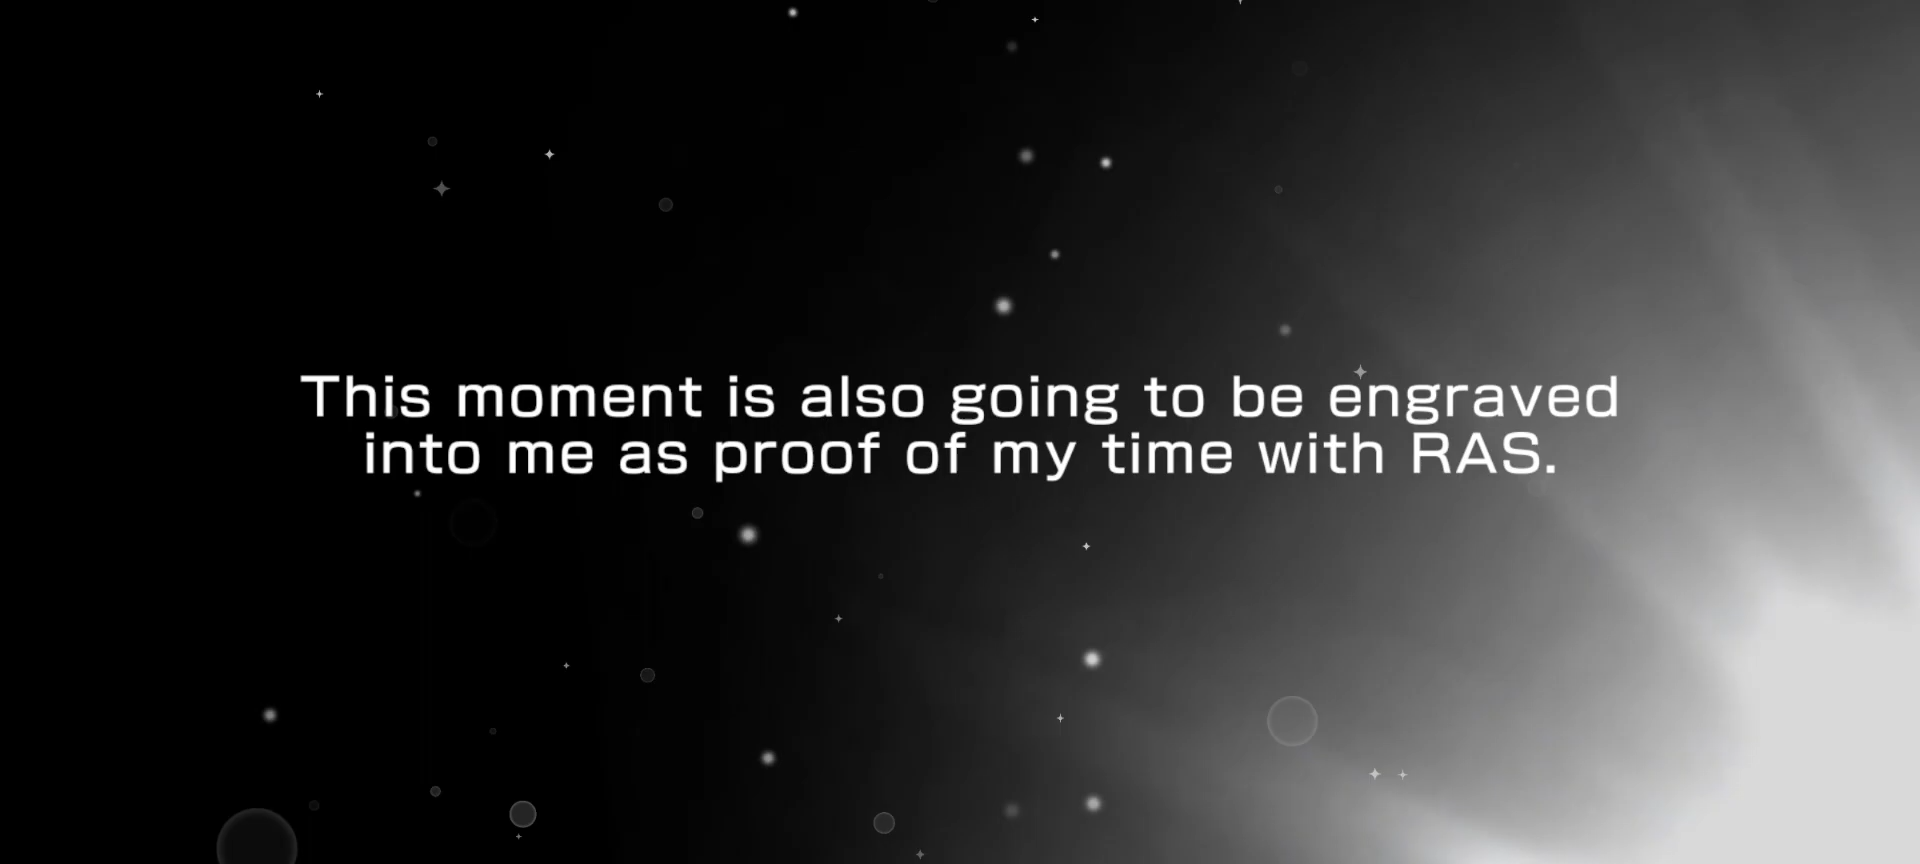 This moment is also going to be engraved
into me as proof of my time with RAS.